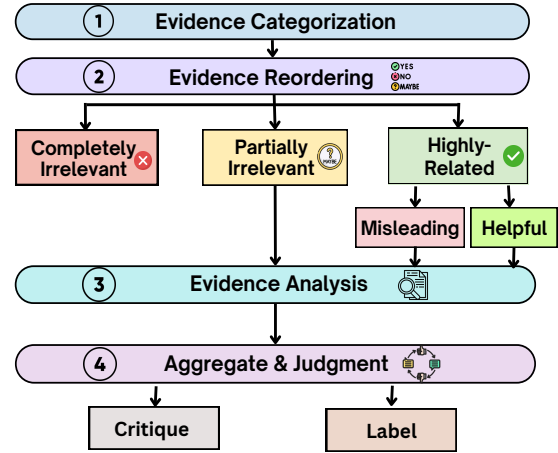 1 Evidence Categorization
2 Evidence Reordering
YES
NO
? MAYBE
Completely
Irrelevant
Partially
Irrelevant
?
MAYBE
Highly-
Related
Misleading
Helpful
3 Evidence Analysis
4 Aggregate & Judgment
Critique
Label